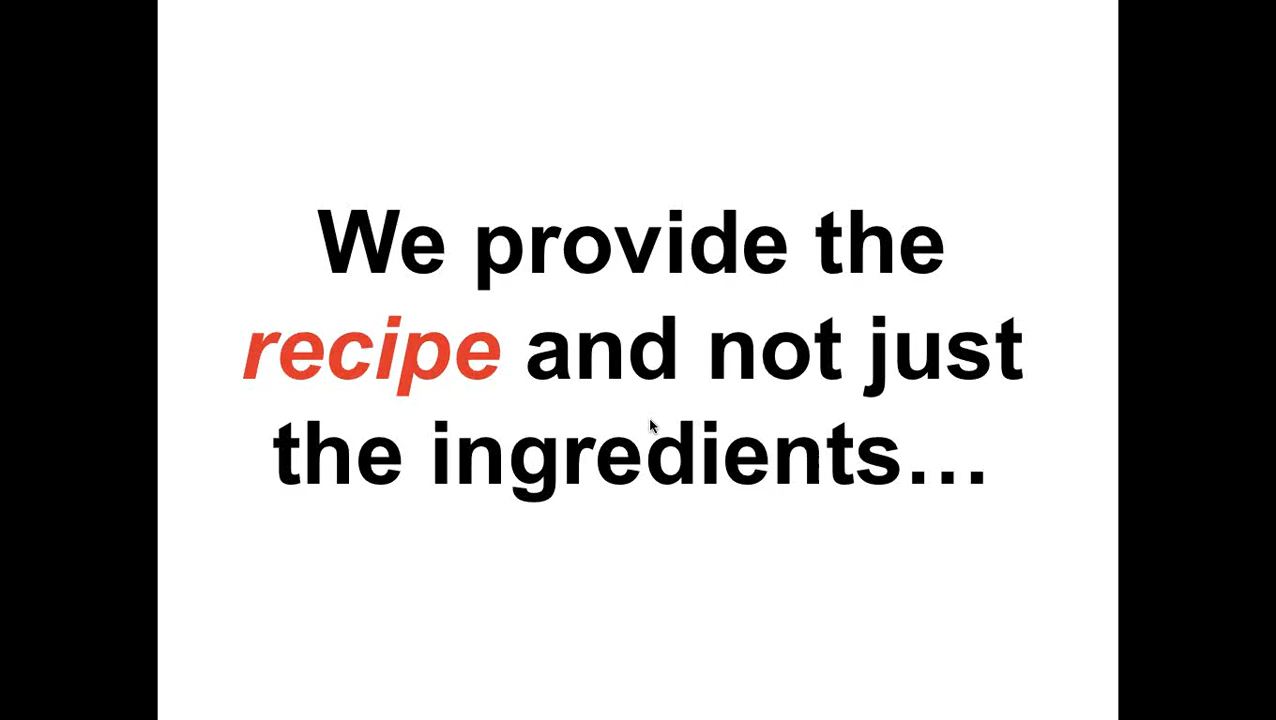 We provide the
recipe and not just
the ingredients…